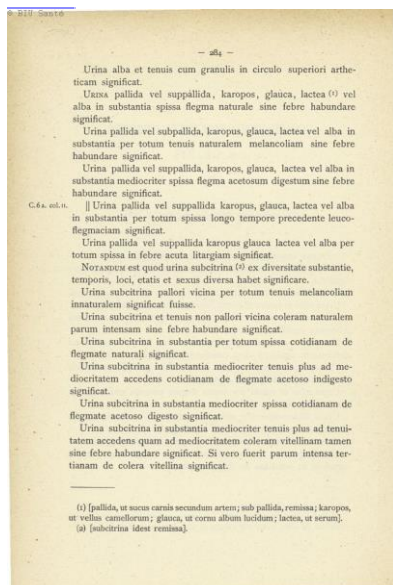 © BIU Santé
— 284 —
Urina alba et tenuis cum granulis in circulo superiori arthe-
ticam significat.
URINA pallida vel suppallida, karopos, glauca, lactea (1) vel
alba in substantia spissa flegma naturale sine febre habundare
significat.
Urina pallida vel subpallida, karopus, glauca, lactea vel alba in
substantia per totum tenuis naturalem melancoliam sine febre
habundare significat.
Urina pallida vel suppallida, karopos, glauca, lactea vel alba in
substantia mediocriter spissa flegma acetosum digestum sine febre
habundare significat.
C. 6 a. col. 11.
|| Urina pallida vel suppallida karopus, glauca, lactea vel alba
in substantia per totum spissa longo tempore precedente leuco-
flegmaciam significat.
Urina pallida vel suppallida karopus glauca lactea vel alba per
totum spissa in febre acuta litargiam significat.
NOTANDUM est quod urina subcitrina (2) ex diversitate substantie,
temporis, loci, etatis et sexus diversa habet significare.
Urina subcitrina pallori vicina per totum tenuis melancoliam
innaturalem significat fuisse.
Urina subcitrina et tenuis non pallori vicina coleram naturalem
parum intensam sine febre habundare significat.
Urina subcitrina in substantia per totum spissa cotidianam de
flegmate naturali significat.
Urina subcitrina in substantia mediocriter tenuis plus ad me-
diocritatem accedens cotidianam de flegmate acetoso indigesto
significat.
Urina subcitrina in substantia mediocriter spissa cotidianam de
flegmate acetoso digesto significat.
Urina subcitrina in substantia mediocriter tenuis plus ad tenui-
tatem accedens quam ad mediocritatem coleram vitellinam tamen
sine febre habundare significat. Si vero fuerit parum intensa ter-
tianam de colera vitellina significat.
(1) [pallida, ut sucus carnis secundum artem; sub pallida, remissa; karopos,
ut vellus camellorum; glauca, ut cornu album lucidum; lactea, ut serum].
(2) [subcitrina idest remissa].